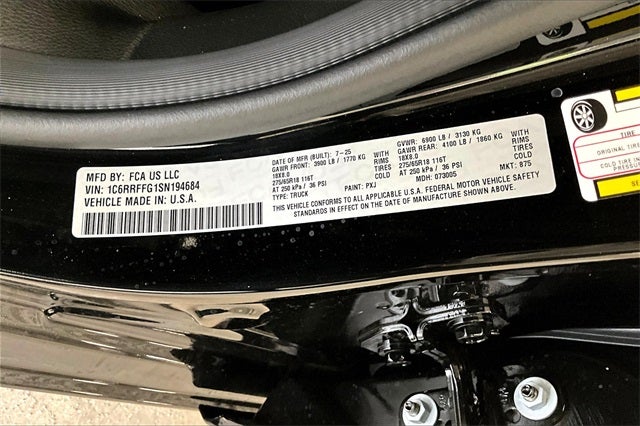 MFD BY: FCA US LLC
VIN: 1C6RRFFG1SN194684
VEHICLE MADE IN: U.S.A.
DATE OF MFR (BUILT): 7-25
GAWR FRONT: 3900 LB / 1770 KG WITH
18X8.0 RIMS
275/65R18 116T TIRES
AT 250 kPa / 36 PSI COLD
TYPE: TRUCK PAINT: PXJ
GVWR: 6900 LB / 3130 KG
GAWR REAR: 4100 LB / 1860 KG WITH
18X8.0 RIMS
275/65R18 116T TIRES
AT 250 kPa / 36 PSI COLD
MDH: 073005 MKT: 875
THIS VEHICLE CONFORMS TO ALL APPLICABLE U.S.A. FEDERAL MOTOR VEHICLE SAFETY
STANDARDS IN EFFECT ON THE DATE OF MANUFACTURE SHOWN ABOVE.
TIRE
ORIGINAL TIRE
COLD TIRE